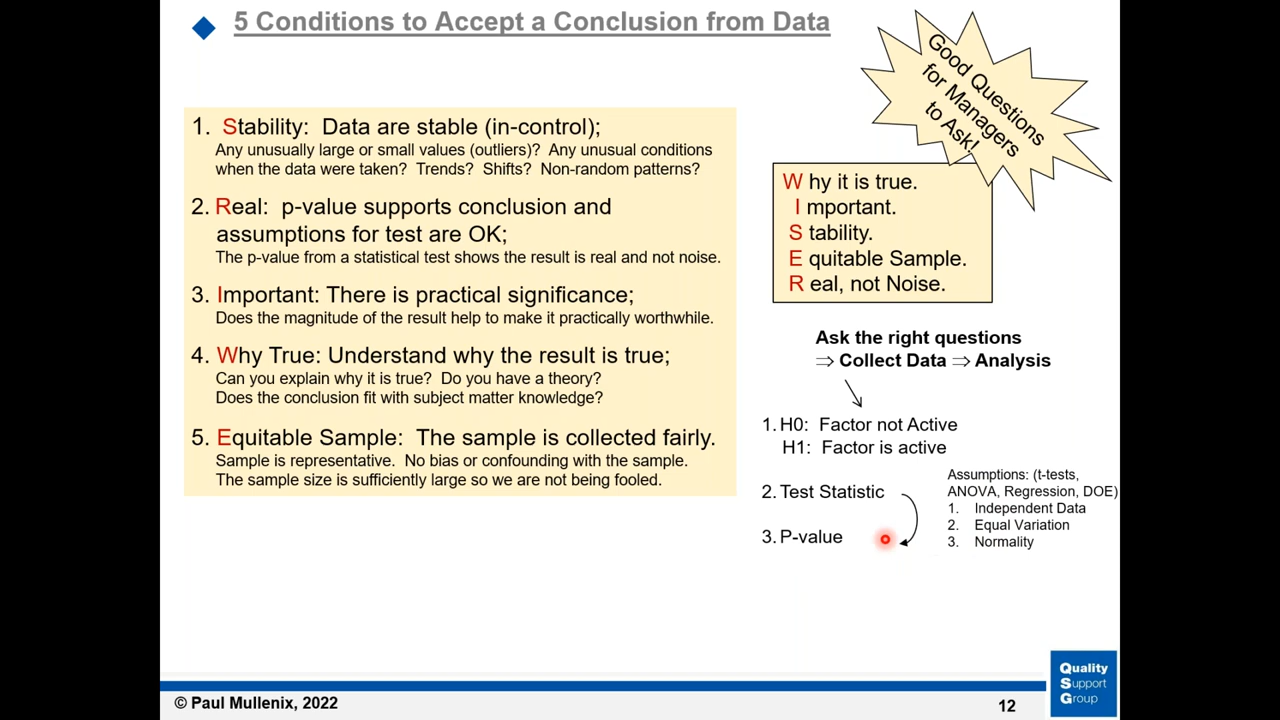 5 Conditions to Accept a Conclusion from Data
Good Questions
for Managers
to Ask!
1. Stability: Data are stable (in-control);
Any unusually large or small values (outliers)? Any unusual conditions
when the data were taken? Trends? Shifts? Non-random patterns?
2. Real: p-value supports conclusion and
assumptions for test are OK;
The p-value from a statistical test shows the result is real and not noise.
3. Important: There is practical significance;
Does the magnitude of the result help to make it practically worthwhile.
4. Why True: Understand why the result is true;
Can you explain why it is true? Do you have a theory?
Does the conclusion fit with subject matter knowledge?
5. Equitable Sample: The sample is collected fairly.
Sample is representative. No bias or confounding with the sample.
The sample size is sufficiently large so we are not being fooled.
W hy it is true.
I mportant.
S tability.
E quitable Sample.
R eal, not Noise.
Ask the right questions
⇒ Collect Data ⇒ Analysis
1. H0: Factor not Active
H1: Factor is active
2. Test Statistic
3. P-value
Assumptions: (t-tests,
ANOVA, Regression, DOE)
1. Independent Data
2. Equal Variation
3. Normality
© Paul Mullenix, 2022
12
Quality
Support
Group